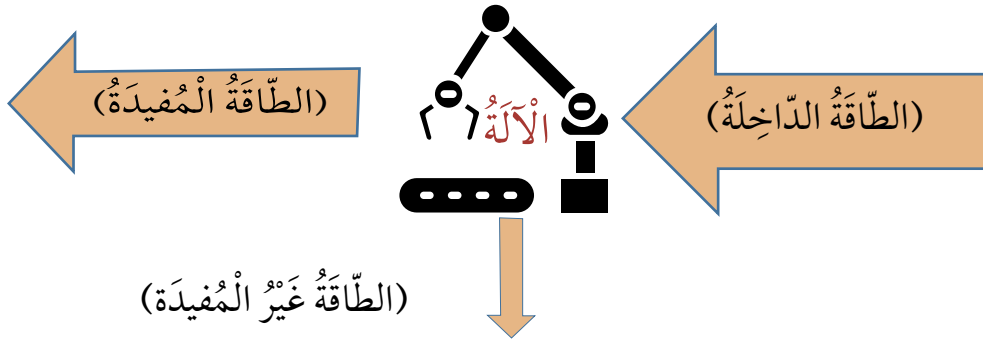 (الطّاقَةُ الدّاخِلَةُ)
الْآلَةُ
(الطّاقَةُ الْمُفيدَةُ)
(الطّاقَةُ غَيْرُ الْمُفيدَة)